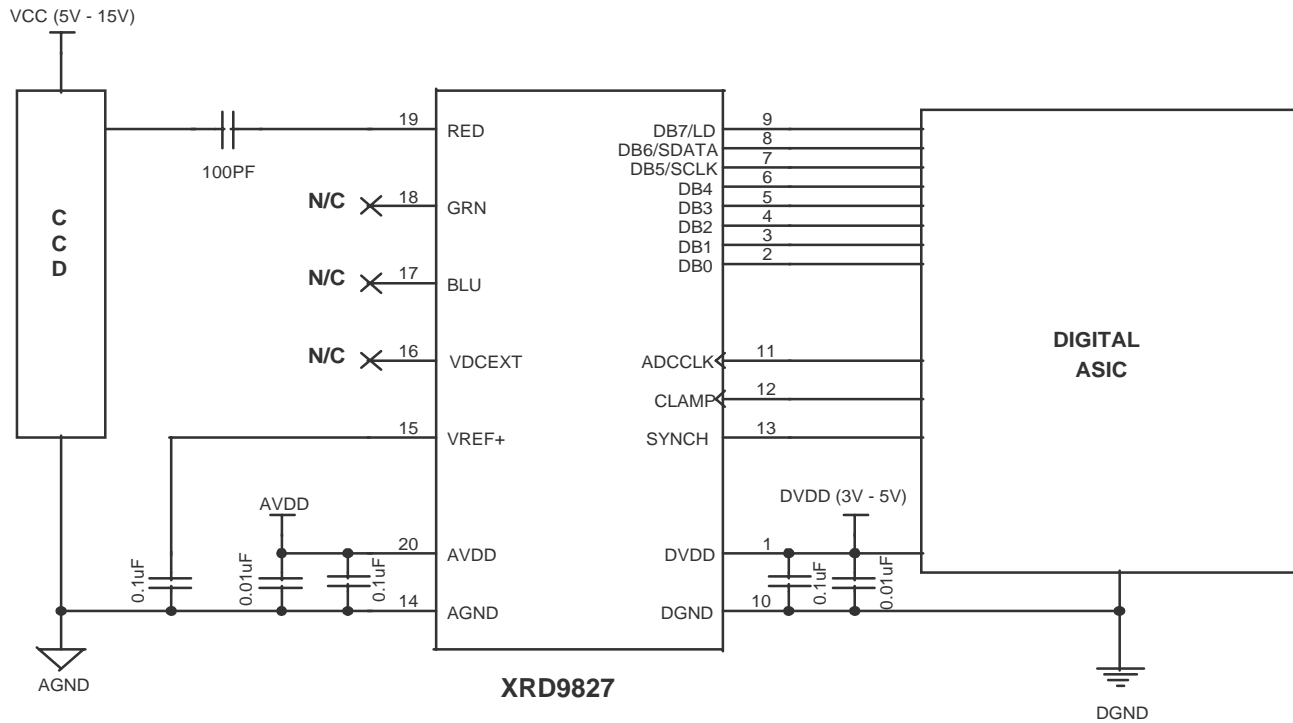 VCC (5V - 15V)
C
C
D
100PF
19
RED
N/C
18
GRN
N/C
17
BLU
N/C
16
VDCEXT
15
VREF+
AVDD
20
AVDD
0.1uF
0.01uF
0.1uF
14
AGND
AGND
DB7/LD
9
DB6/SDATA
8
DB5/SCLK
7
DB4
6
DB3
5
DB2
4
DB1
3
DB0
2
ADCCLK
11
CLAMP
12
SYNCH
13
DVDD (3V - 5V)
DVDD
1
0.1uF
0.01uF
DGND
10
DIGITAL
ASIC
XRD9827
DGND